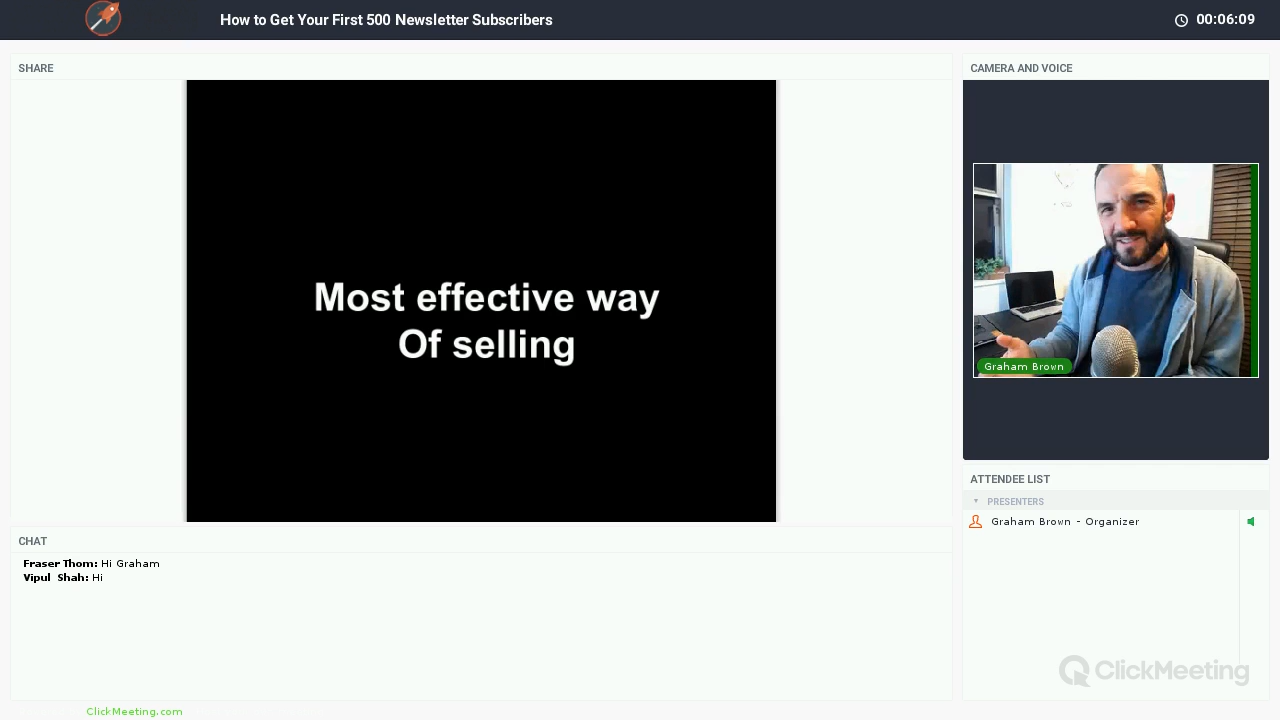 How to Get Your First 500 Newsletter Subscribers
00:06:09
SHARE
Most effective way
Of selling
CAMERA AND VOICE
Graham Brown
ATTENDEE LIST
PRESENTERS
Graham Brown - Organizer
CHAT
Fraser Thom: Hi Graham
Vipul Shah: Hi
ClickMeeting
ClickMeeting.com